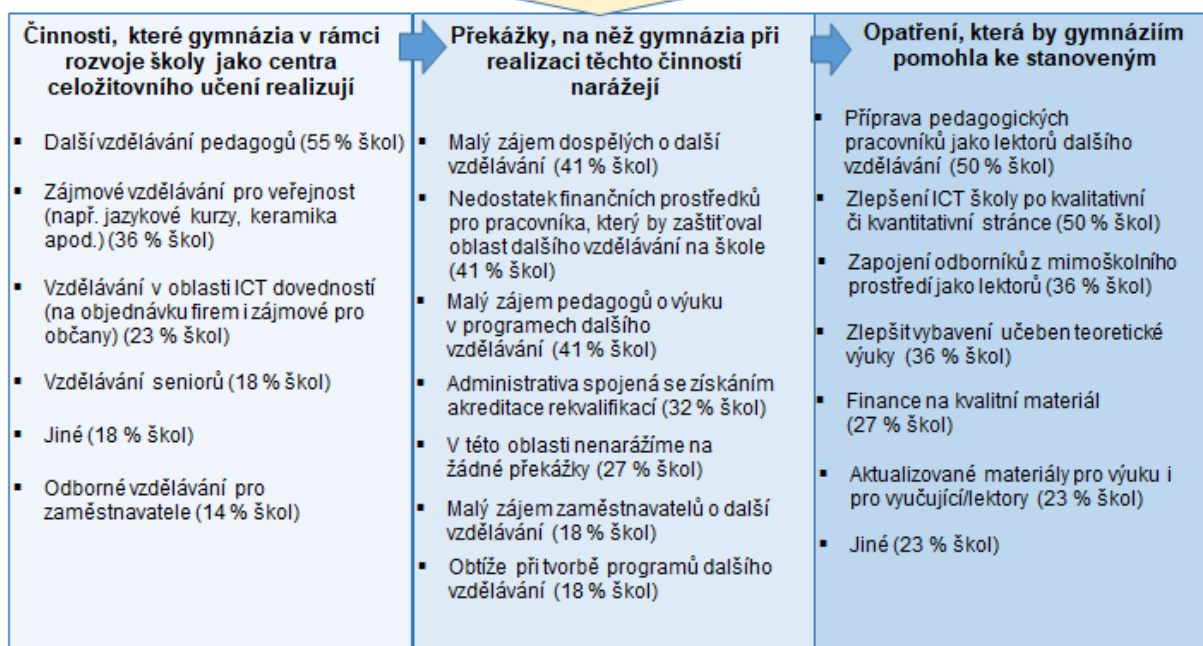 Činnosti, které gymnázia v rámci
rozvoje školy jako centra
celožitovního učení realizují
▪ Další vzdělávání pedagogů (55 % škol)
▪ Zájmové vzdělávání pro veřejnost
(např. jazykové kurzy, keramika
apod.) (36 % škol)
▪ Vzdělávání v oblasti ICT dovedností
(na objednávku firem i zájmové pro
občany) (23 % škol)
▪ Vzdělávání seniorů (18 % škol)
▪ Jiné (18 % škol)
▪ Odborné vzdělávání pro
zaměstnavatele (14 % škol)
Překážky, na něž gymnázia při
realizaci těchto činností
narážejí
▪ Malý zájem dospělých o další
vzdělávání (41 % škol)
▪ Nedostatek finančních prostředků
pro pracovníka, který by zaštiťoval
oblast dalšího vzdělávání na škole
(41 % škol)
▪ Malý zájem pedagogů o výuku
v programech dalšího
vzdělávání (41 % škol)
▪ Administrativa spojená se získáním
akreditace rekvalifikací (32 % škol)
▪ V této oblasti nenarážíme na
žádné překážky (27 % škol)
▪ Malý zájem zaměstnavatelů o další
vzdělávání (18 % škol)
▪ Obtíže při tvorbě programů dalšího
vzdělávání (18 % škol)
Opatření, která by gymnáziím
pomohla ke stanoveným
▪ Příprava pedagogických
pracovníků jako lektorů dalšího
vzdělávání (50 % škol)
▪ Zlepšení ICT školy po kvalitativní
či kvantitativní stránce (50 % škol)
▪ Zapojení odborníků z mimoškolního
prostředí jako lektorů (36 % škol)
▪ Zlepšit vybavení učeben teoretické
výuky (36 % škol)
▪ Finance na kvalitní materiál
(27 % škol)
▪ Aktualizované materiály pro výuku i
pro vyučující/lektory (23 % škol)
▪ Jiné (23 % škol)